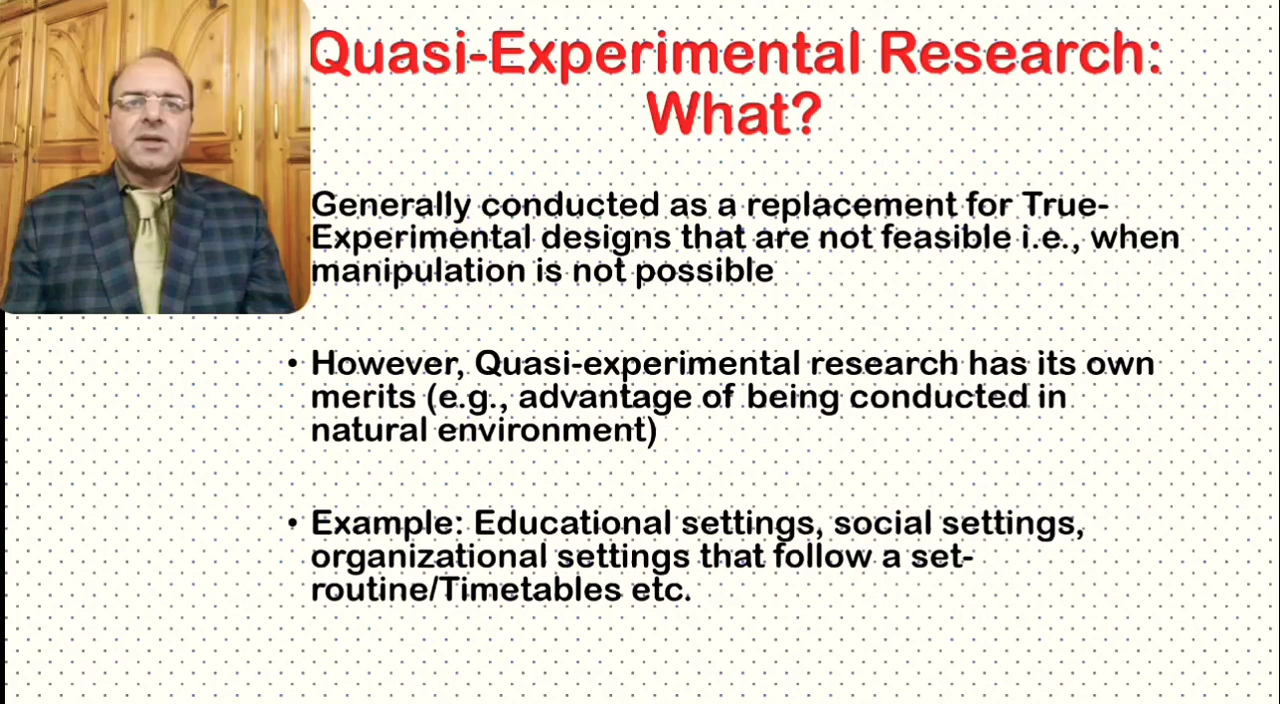 Quasi-Experimental Research:
What?
Generally conducted as a replacement for True-
Experimental designs that are not feasible i.e., when
manipulation is not possible
• However, Quasi-experimental research has its own
merits (e.g., advantage of being conducted in
natural environment)
• Example: Educational settings, social settings,
organizational settings that follow a set-
routine/Timetables etc.